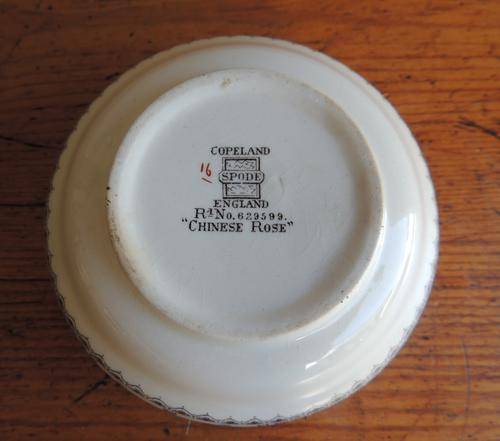 COPELAND
16
SPODE
ENGLAND
Rd No. 629599.
"CHINESE ROSE"